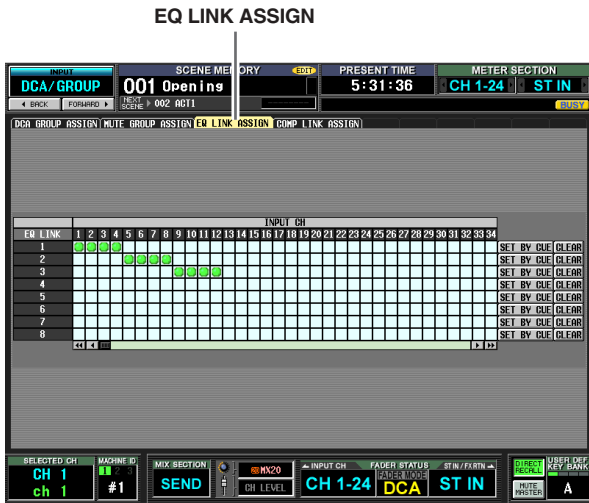 EQ LINK ASSIGN
INPUT
DCA/GROUP
BACK FORWARD
SCENE MEMORY EDIT
001 Opening
NEXT SCENE 002 ACT1
PRESENT TIME
5:31:36
METER SECTION
CH 1-24 ST IN
BUSY
DCA GROUP ASSIGN MUTE GROUP ASSIGN EQ LINK ASSIGN COMP LINK ASSIGN
INPUT CH
EQ LINK 1 2 3 4 5 6 7 8 9 10 11 12 13 14 15 16 17 18 19 20 21 22 23 24 25 26 27 28 29 30 31 32 33 34
1 SET BY CUE CLEAR
2 SET BY CUE CLEAR
3 SET BY CUE CLEAR
4 SET BY CUE CLEAR
5 SET BY CUE CLEAR
6 SET BY CUE CLEAR
7 SET BY CUE CLEAR
8 SET BY CUE CLEAR
SELECTED CH
CH 1
ch 1
MACHINE ID
1 2 3
#1
MIX SECTION
SEND
MX20
CH LEVEL
INPUT CH FADER STATUS ST IN / FX RTN
CH 1-24 FADER MODE DCA ST IN
DIRECT RECALL
MUTE MASTER
USER DEF
KEY BANK
A